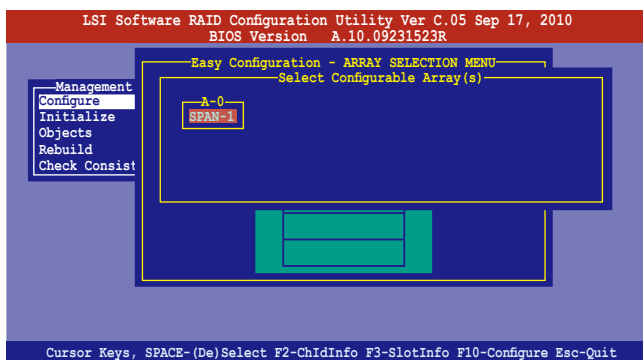 LSI Software RAID Configuration Utility Ver C.05 Sep 17, 2010
BIOS Version A.10.09231523R
Easy Configuration - ARRAY SELECTION MENU
Select Configurable Array(s)
Management
Configure
Initialize
Objects
Rebuild
Check Consist
A-0
SPAN-1
Cursor Keys, SPACE-(De)Select F2-ChIdInfo F3-SlotInfo F10-Configure Esc-Quit